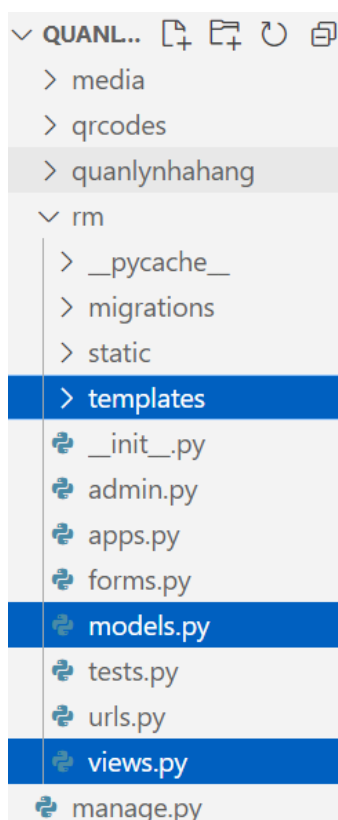 QUANL...
media
qrcodes
quanlynhahang
rm
__pycache__
migrations
static
templates
__init__.py
admin.py
apps.py
forms.py
models.py
tests.py
urls.py
views.py
manage.py